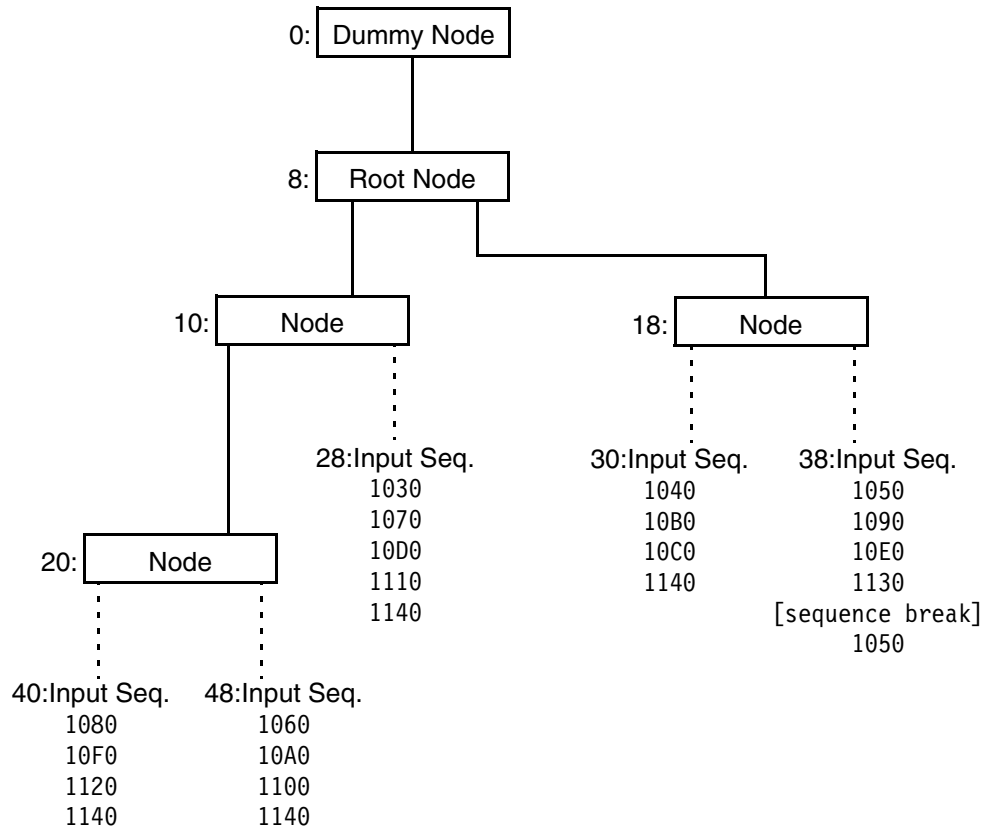 0: Dummy Node
8: Root Node
10: Node
18: Node
28:Input Seq.
1030
1070
10D0
1110
1140
30:Input Seq.
1040
10B0
10C0
1140
38:Input Seq.
1050
1090
10E0
1130
[sequence break]
1050
20: Node
40:Input Seq.
1080
10F0
1120
1140
48:Input Seq.
1060
10A0
1100
1140